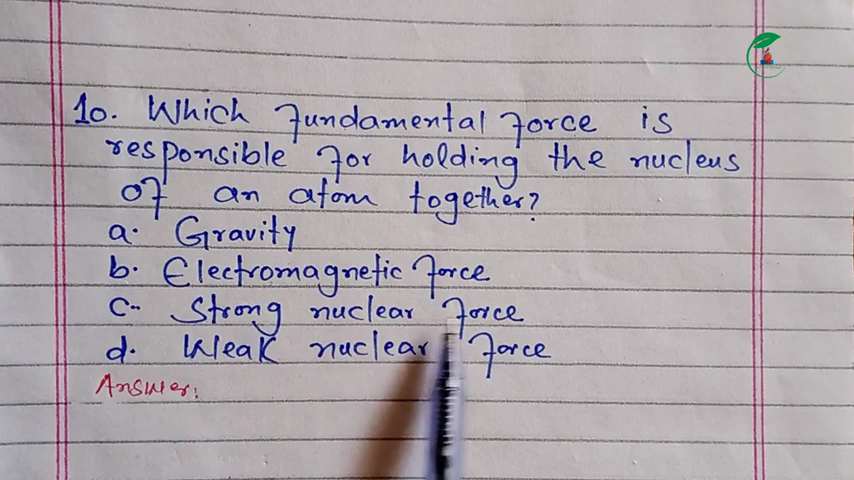 10. Which fundamental force is
responsible for holding the nucleus
of an atom together?
a. Gravity
b. Electromagnetic force
c. Strong nuclear force
d. Weak nuclear force
Answer: